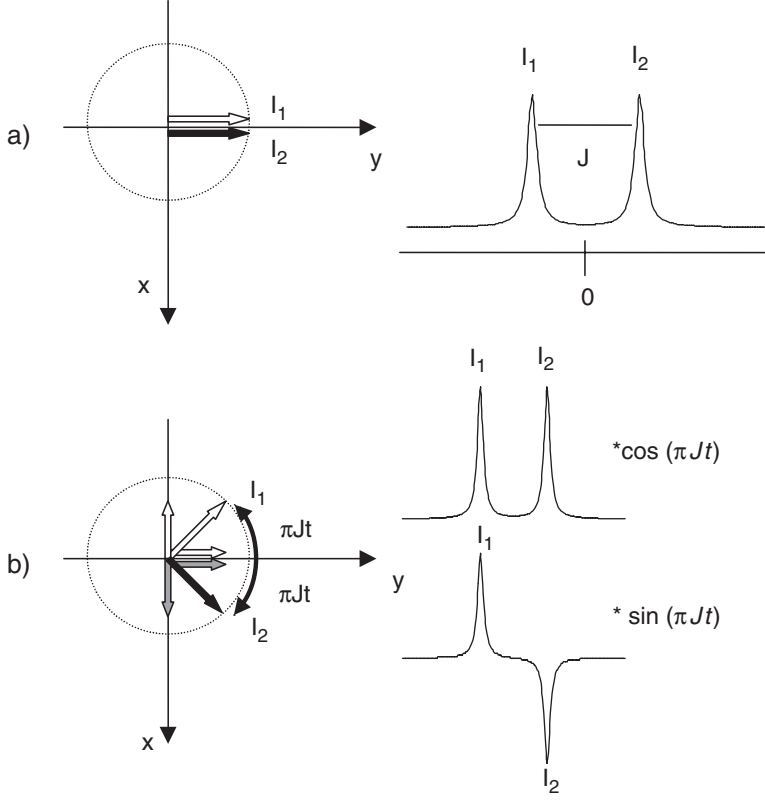 a)
I₁
I₂
y
x
I₁
I₂
J
0
b)
I₁
πJt
πJt
I₂
y
x
I₁
I₂
*cos (πJt)
I₁
* sin (πJt)
I₂